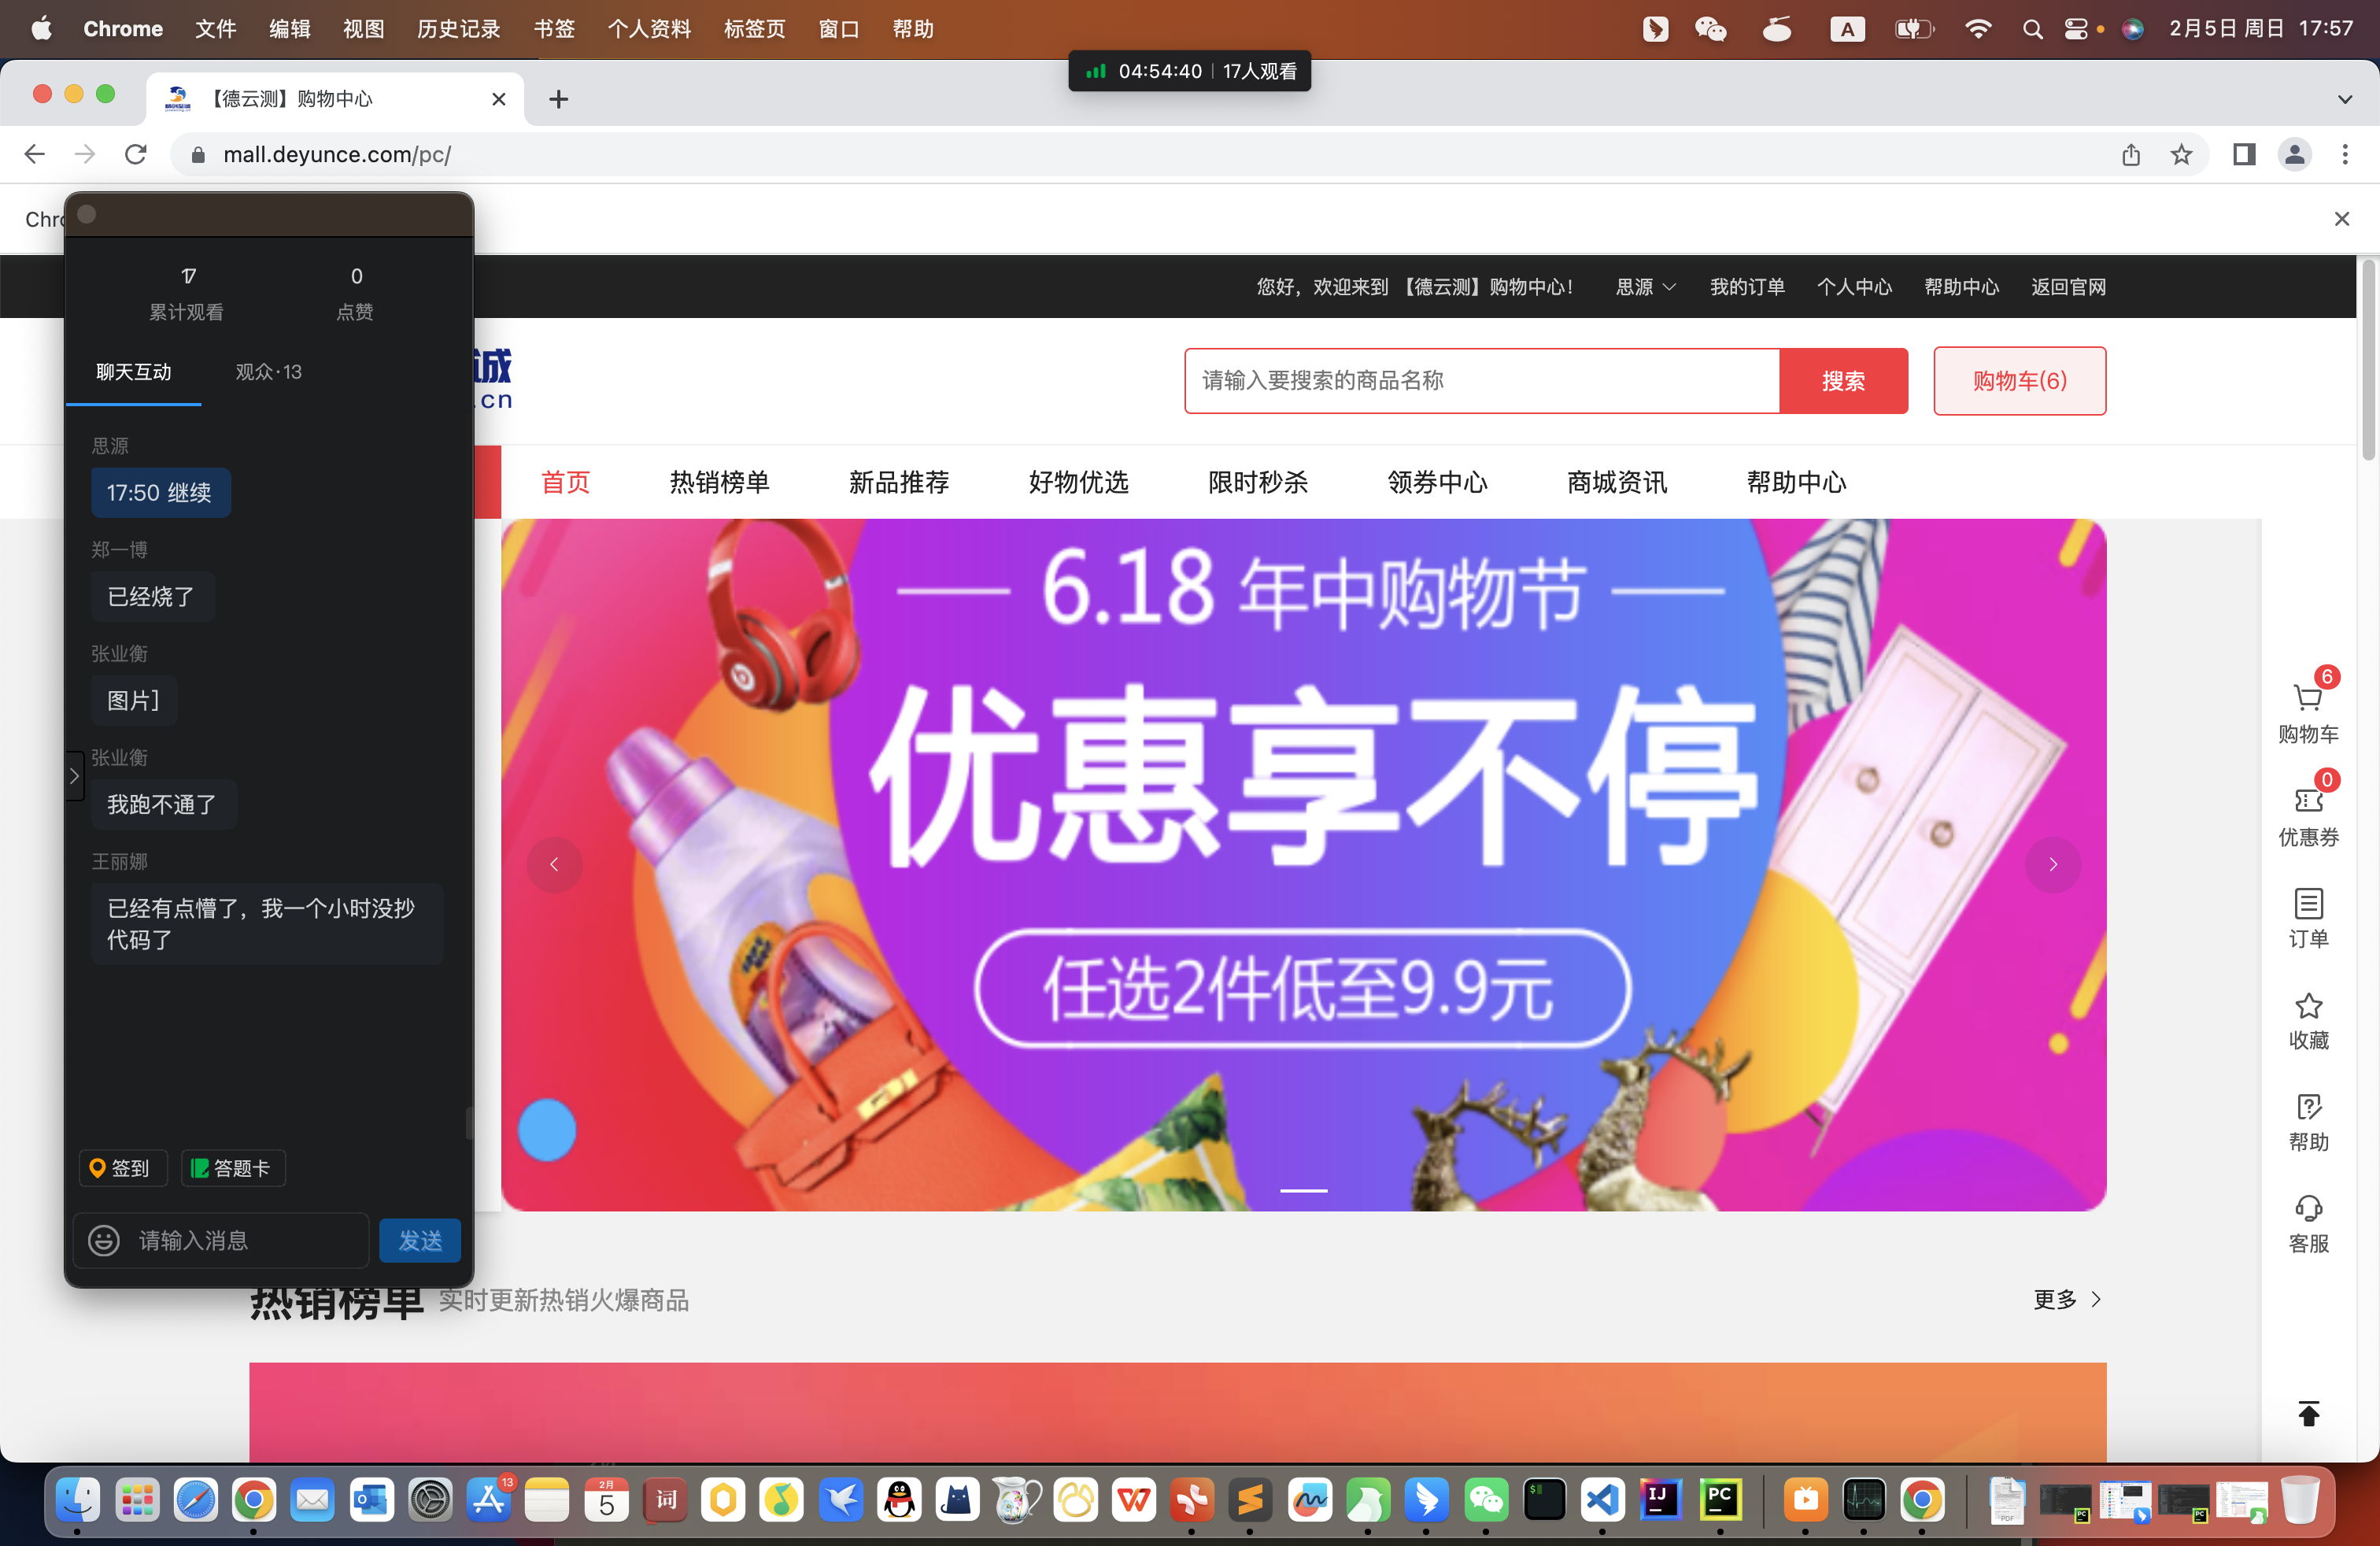 Chrome 文件 编辑 视图 历史记录 书签 个人资料 标签页 窗口 帮助
A
2月5日 周日 17:57
04:54:40 17人观看
【德云测】购物中心
mall.deyunce.com/pc/
Chr
17
累计观看
0
点赞
聊天互动
观众·13
思源
17:50 继续
郑一博
已经烧了
张业衡
图片]
张业衡
我跑不通了
王丽娜
已经有点懵了，我一个小时没抄
代码了
签到
答题卡
请输入消息
发送
您好，欢迎来到 【德云测】购物中心！ 思源 我的订单 个人中心 帮助中心 返回官网
诚
.cn
请输入要搜索的商品名称
搜索
购物车(6)
首页 热销榜单 新品推荐 好物优选 限时秒杀 领券中心 商城资讯 帮助中心
6.18 年中购物节
优惠享不停
任选2件低至9.9元
6
购物车
0
优惠券
订单
收藏
帮助
客服
热销榜单 实时更新热销火爆商品
更多
13
2月
5
词
IJ
PC
PDF
PC
PC